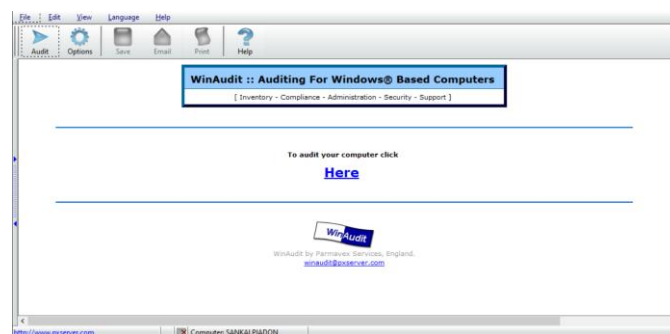 File Edit View Language Help
Audit Options Save Email Print Help
WinAudit :: Auditing For Windows® Based Computers
[ Inventory - Compliance - Administration - Security - Support ]
To audit your computer click
Here
WinAudit
WinAudit by Parmavex Services, England.
winaudit@pxserver.com
http://www.pxserver.com Computer: SANKALPIADON